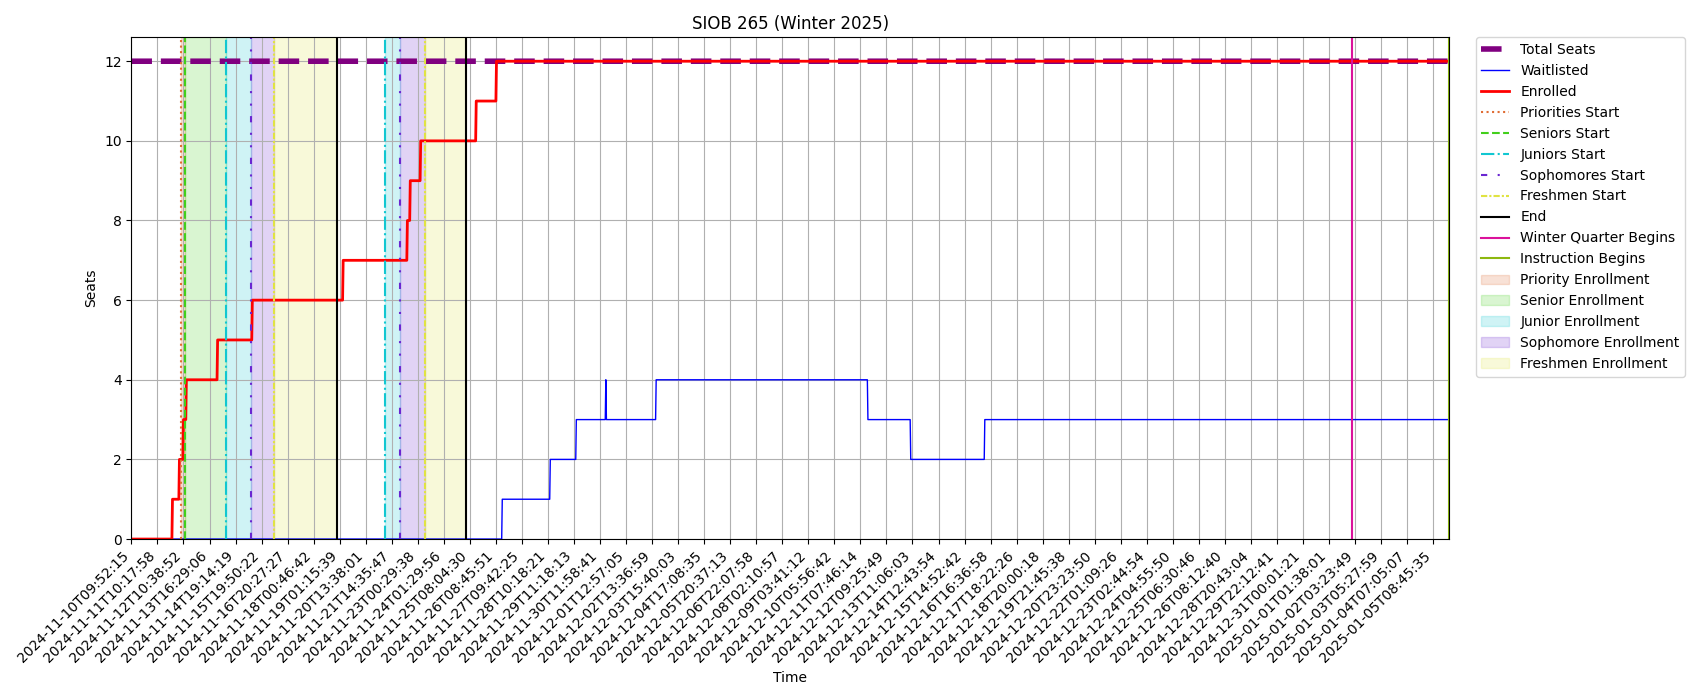 SIOB 265 (Winter 2025)
Seats
12
10
8
6
4
2
0
2024-11-10T09:52:15
2024-11-11T10:17:58
2024-11-12T10:38:52
2024-11-13T16:29:06
2024-11-14T19:14:19
2024-11-15T19:50:22
2024-11-16T20:27:27
2024-11-18T00:46:42
2024-11-19T01:15:39
2024-11-20T13:38:01
2024-11-21T14:35:47
2024-11-23T00:29:38
2024-11-24T01:29:56
2024-11-25T08:04:30
2024-11-26T08:45:51
2024-11-27T09:42:25
2024-11-28T10:18:21
2024-11-29T11:18:13
2024-11-30T11:58:41
2024-12-01T12:57:05
2024-12-02T13:36:59
2024-12-03T15:40:03
2024-12-04T17:08:35
2024-12-05T20:37:13
2024-12-06T22:07:58
2024-12-08T02:10:57
2024-12-09T03:41:12
2024-12-10T05:56:42
2024-12-11T07:46:14
2024-12-12T09:25:49
2024-12-13T11:06:03
2024-12-14T12:43:54
2024-12-15T14:52:42
2024-12-16T16:36:58
2024-12-17T18:22:26
2024-12-18T20:00:18
2024-12-19T21:45:38
2024-12-20T23:23:50
2024-12-22T01:09:26
2024-12-23T02:44:54
2024-12-24T04:55:50
2024-12-25T06:30:46
2024-12-26T08:12:40
2024-12-28T20:43:04
2024-12-29T22:12:41
2024-12-31T00:01:21
2025-01-01T01:38:01
2025-01-02T03:23:49
2025-01-03T05:27:59
2025-01-04T07:05:07
2025-01-05T08:45:35
Time
Total Seats
Waitlisted
Enrolled
Priorities Start
Seniors Start
Juniors Start
Sophomores Start
Freshmen Start
End
Winter Quarter Begins
Instruction Begins
Priority Enrollment
Senior Enrollment
Junior Enrollment
Sophomore Enrollment
Freshmen Enrollment